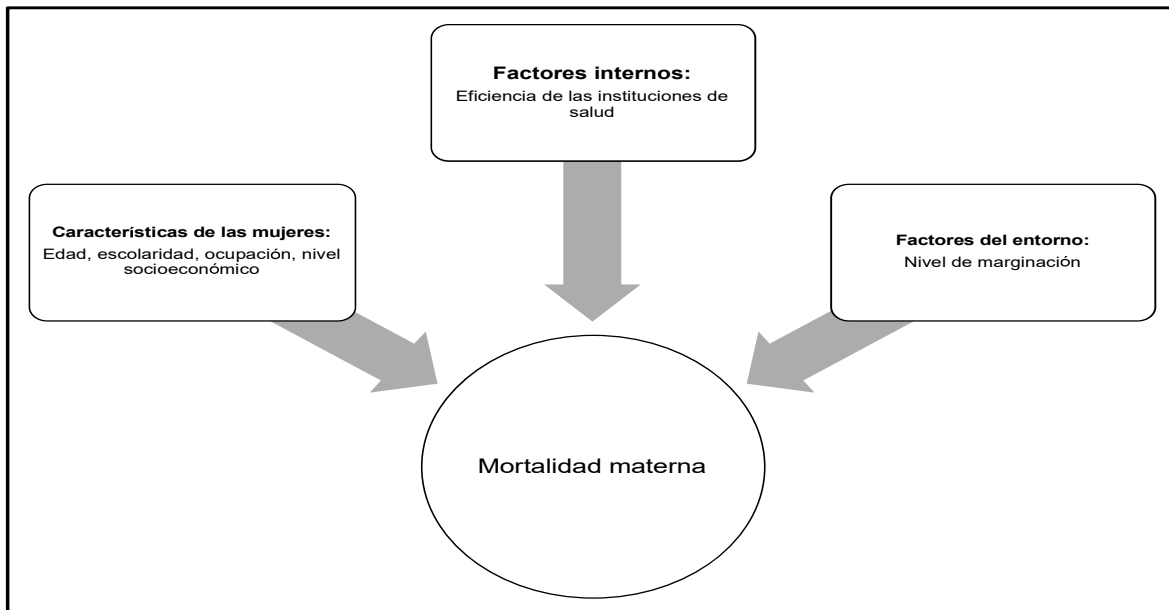 Factores internos:
Eficiencia de las instituciones de
salud
Características de las mujeres:
Edad, escolaridad, ocupación, nivel
socioeconómico
Factores del entorno:
Nivel de marginación
Mortalidad materna